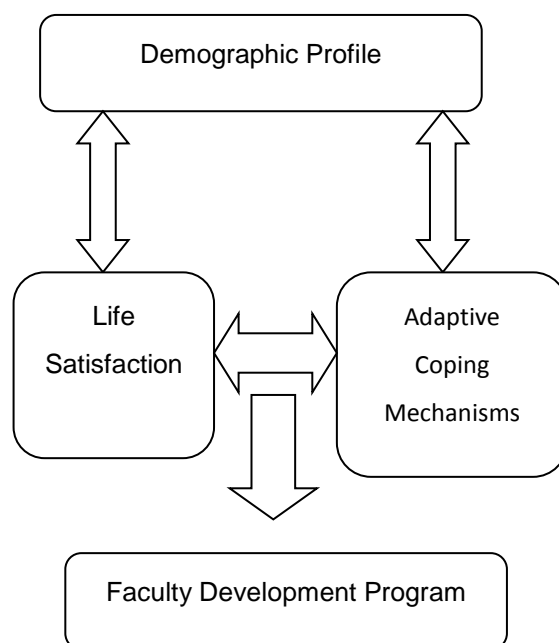 Demographic Profile
Life
Satisfaction
Adaptive
Coping
Mechanisms
Faculty Development Program